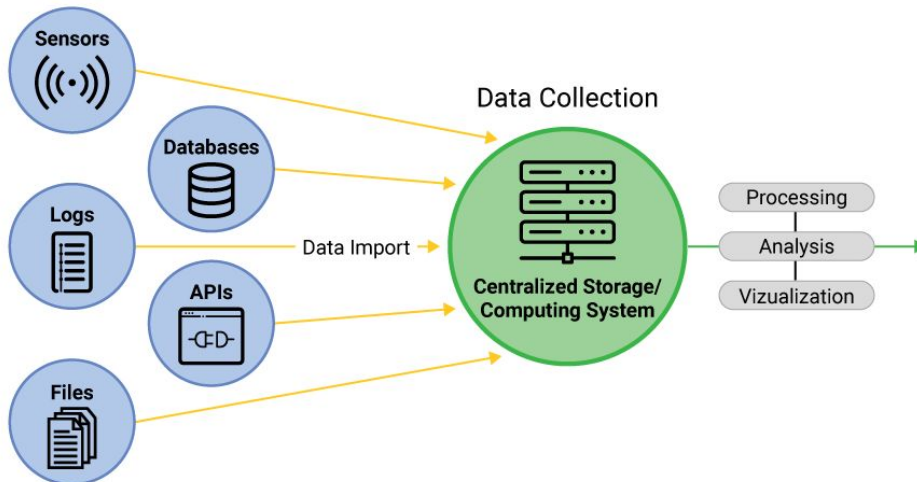 Sensors
Data Collection
Databases
Processing
Logs
Data Import
Analysis
Centralized Storage/
Computing System
APIs
Vizualization
Files